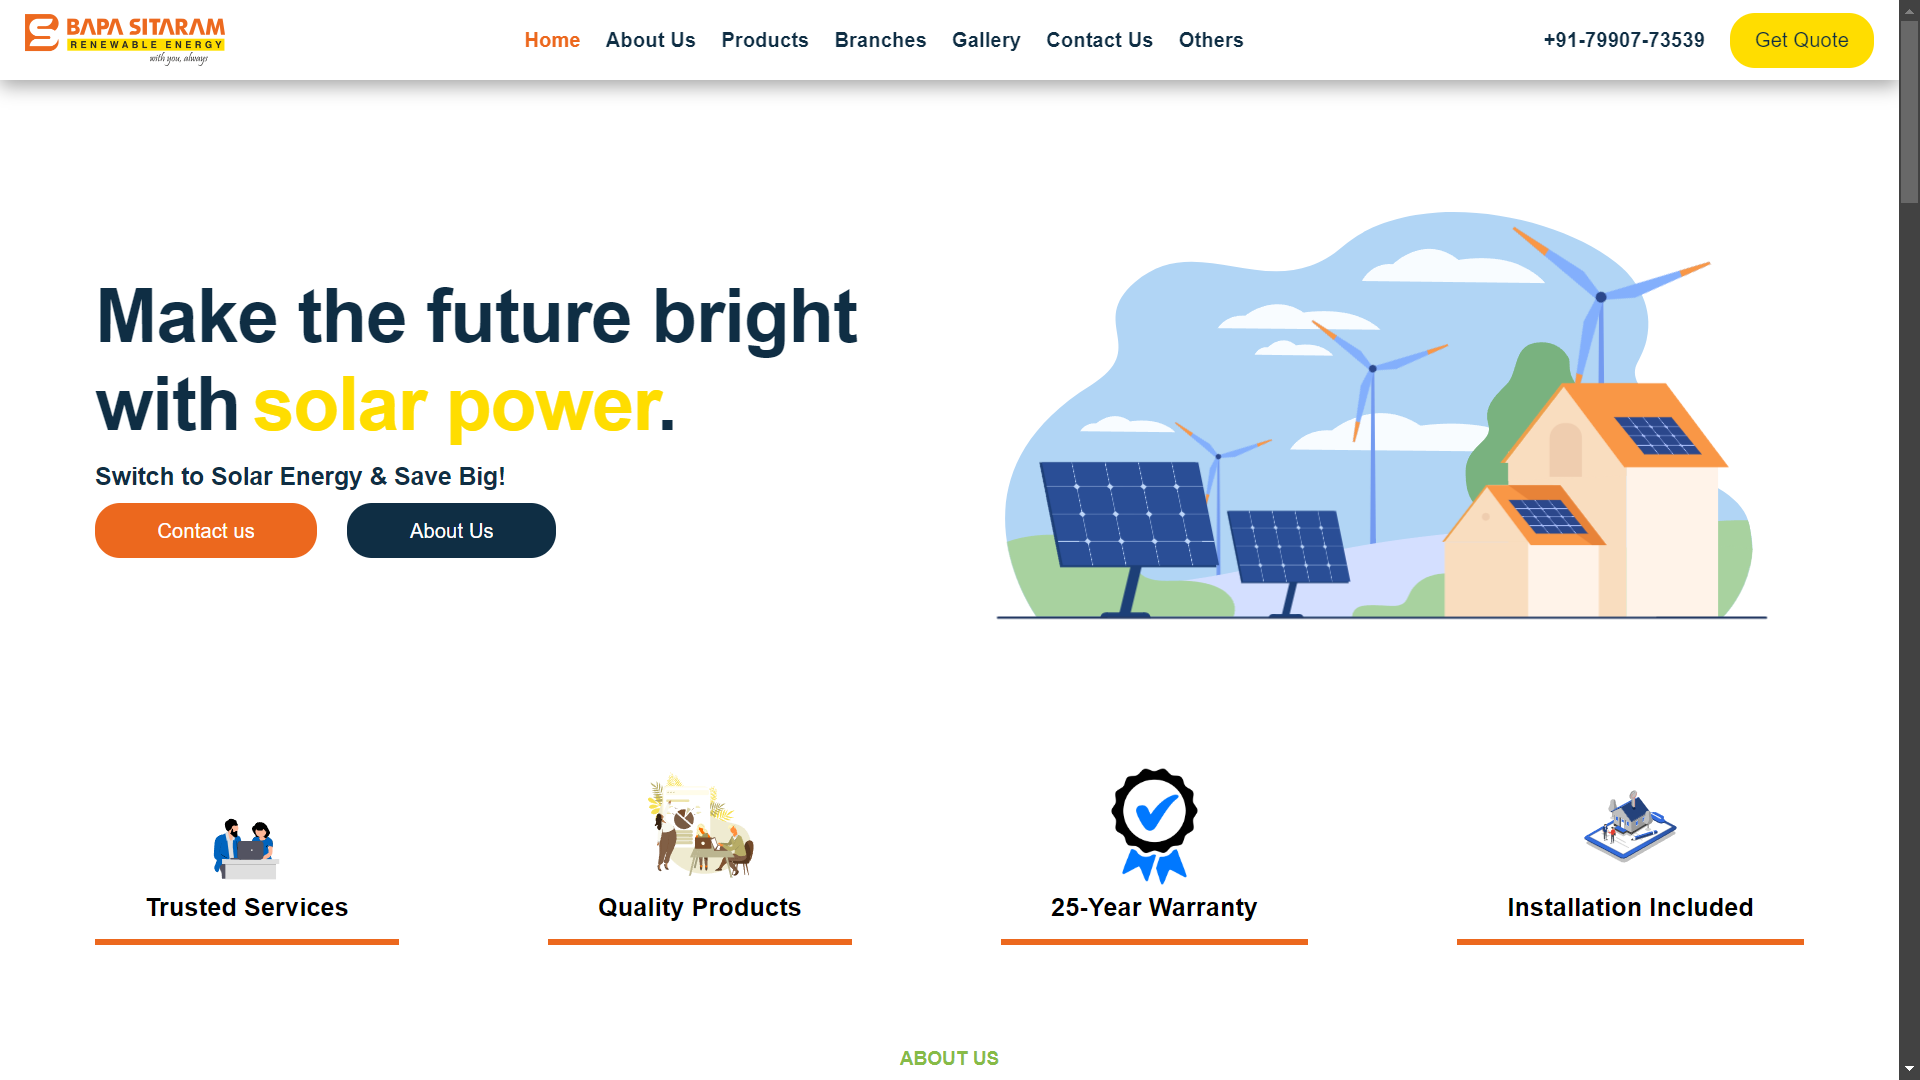 BAPA SITARAM
RENEWABLE ENERGY
with you, always
Home About Us Products Branches Gallery Contact Us Others
+91-79907-73539
Get Quote
Make the future bright
with solar power.
Switch to Solar Energy & Save Big!
Contact us
About Us
Trusted Services
Quality Products
25-Year Warranty
Installation Included
ABOUT US